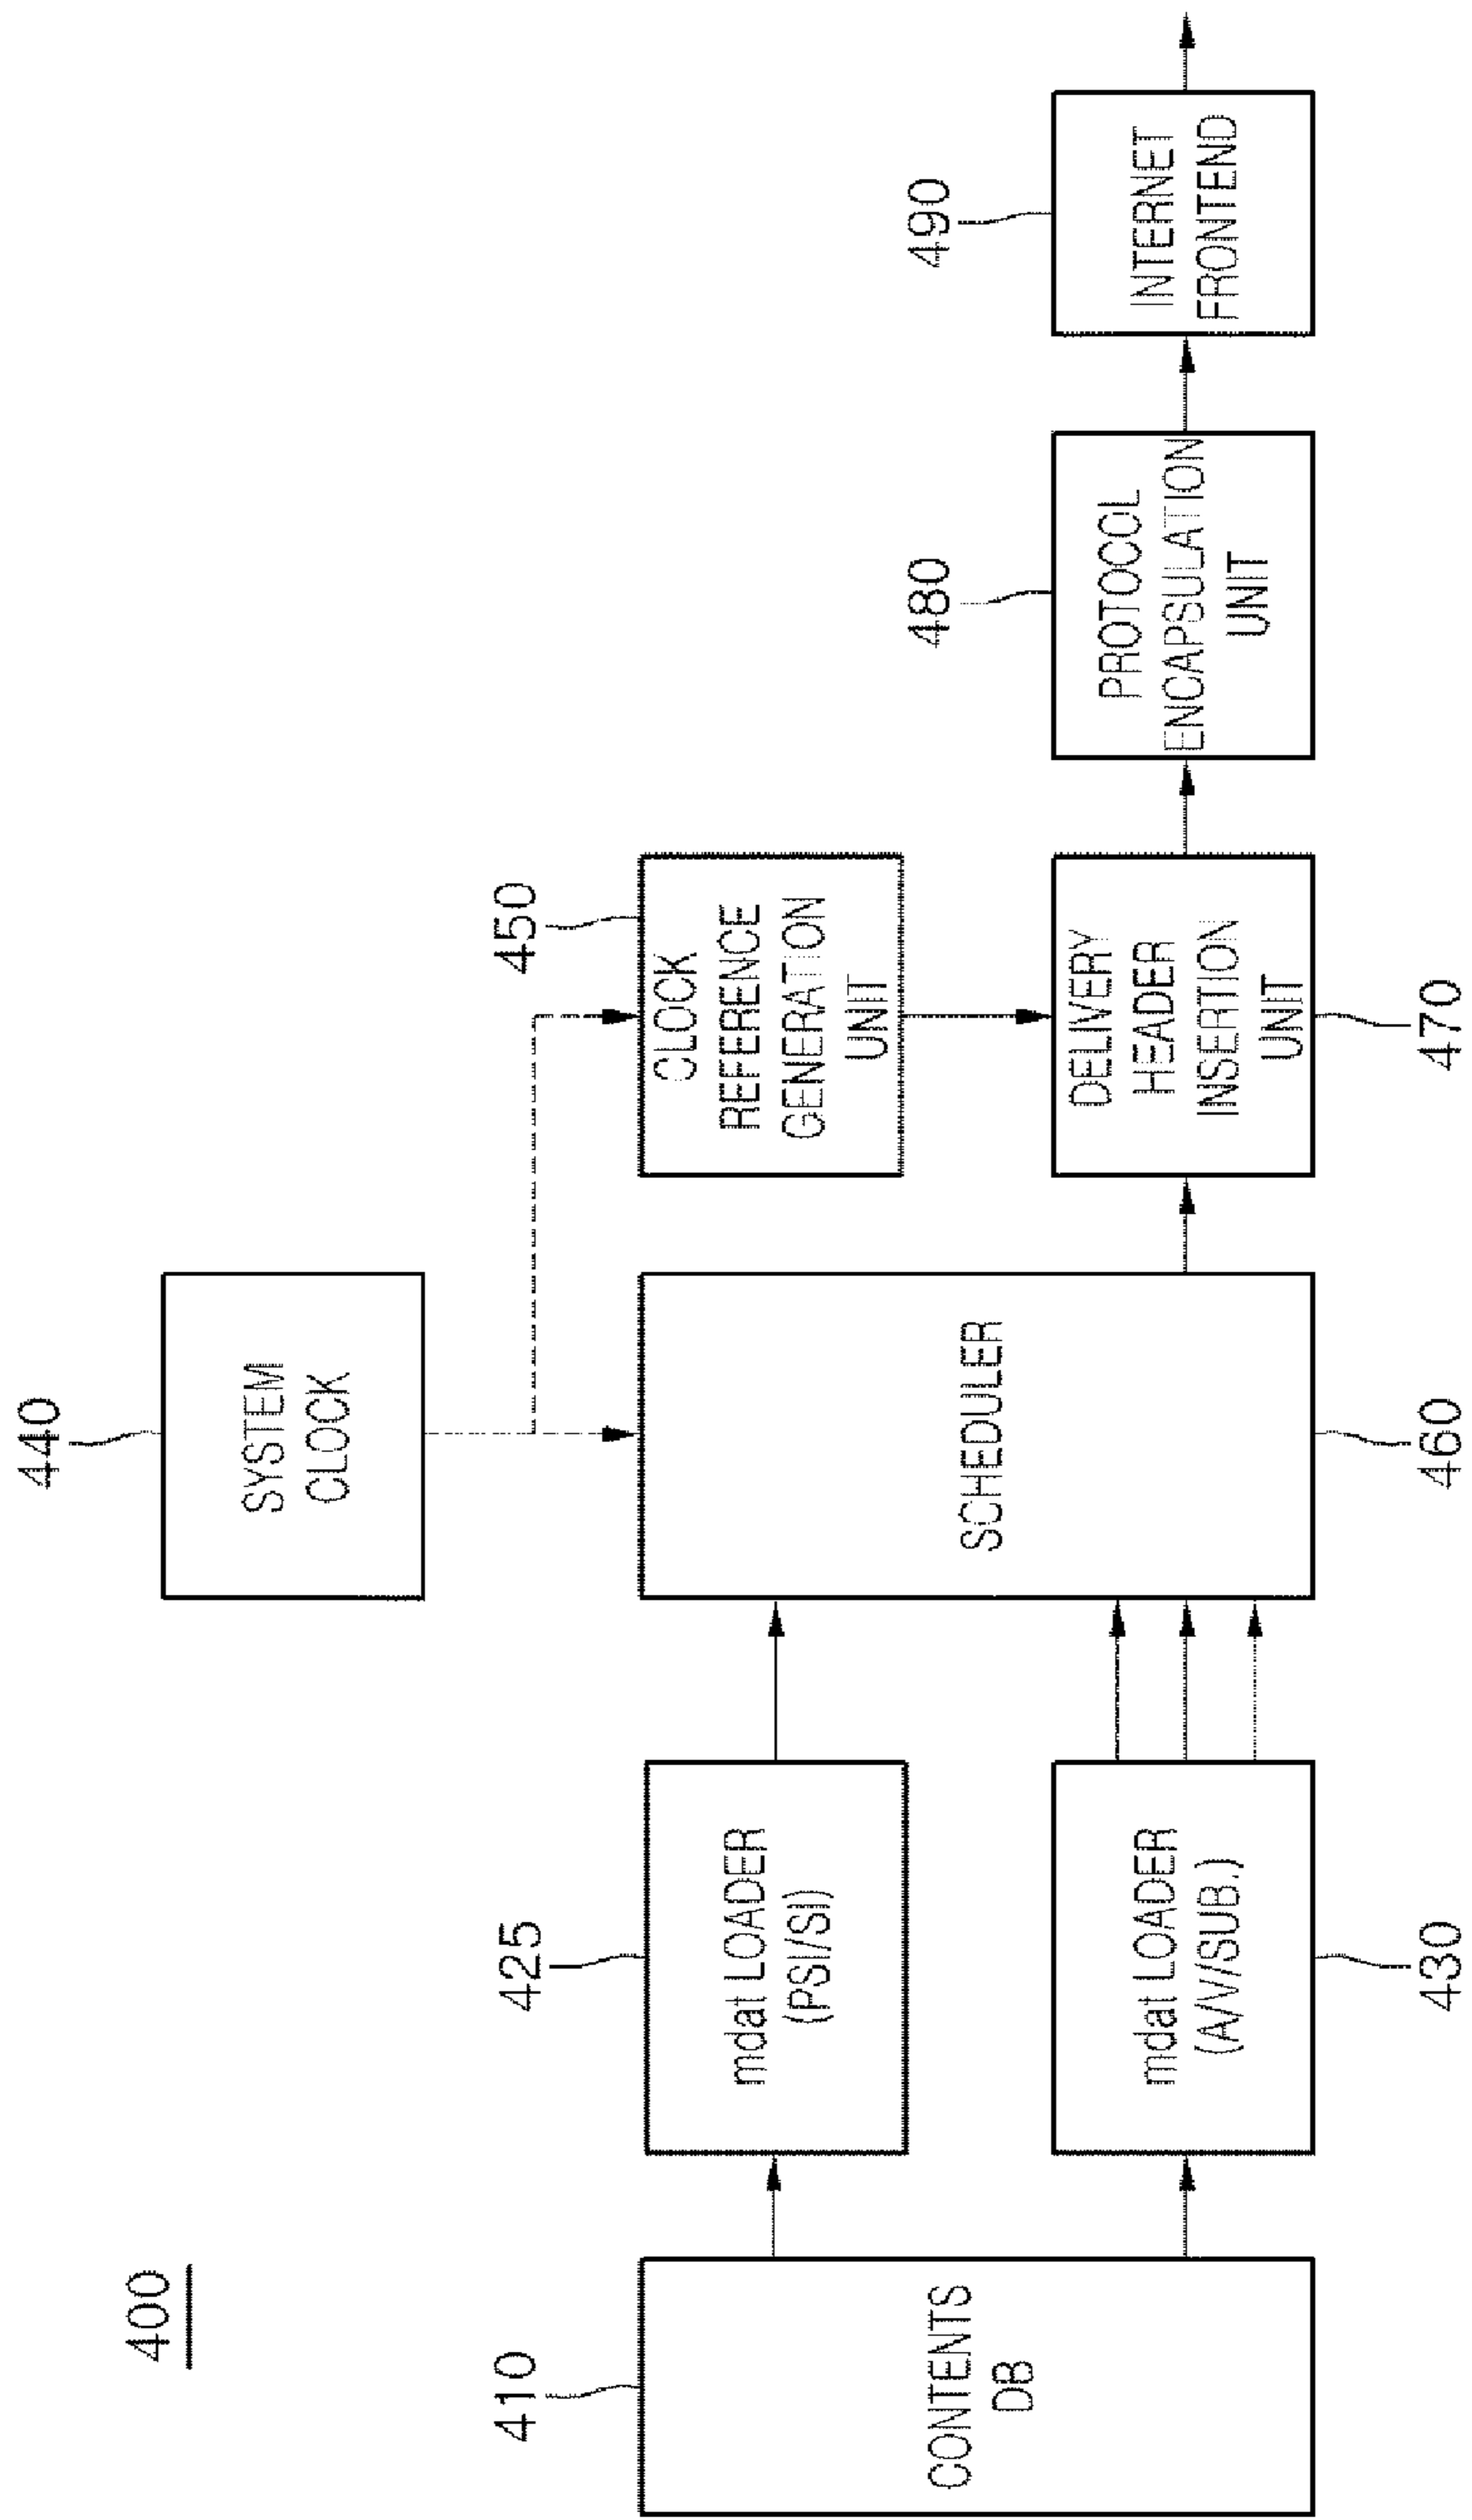 400
440
SYSTEM
CLOCK
410
CONTENTS
DB
425
mdat LOADER
(PSI/SI)
430
mdat LOADER
(A/V/SUB.)
460
SCHEDULER
450
CLOCK
REFERENCE
GENERATION
UNIT
470
DELIVERY
HEADER
INSERTION
UNIT
480
PROTOCOL
ENCAPSULATION
UNIT
490
INTERNET
FRONTEND